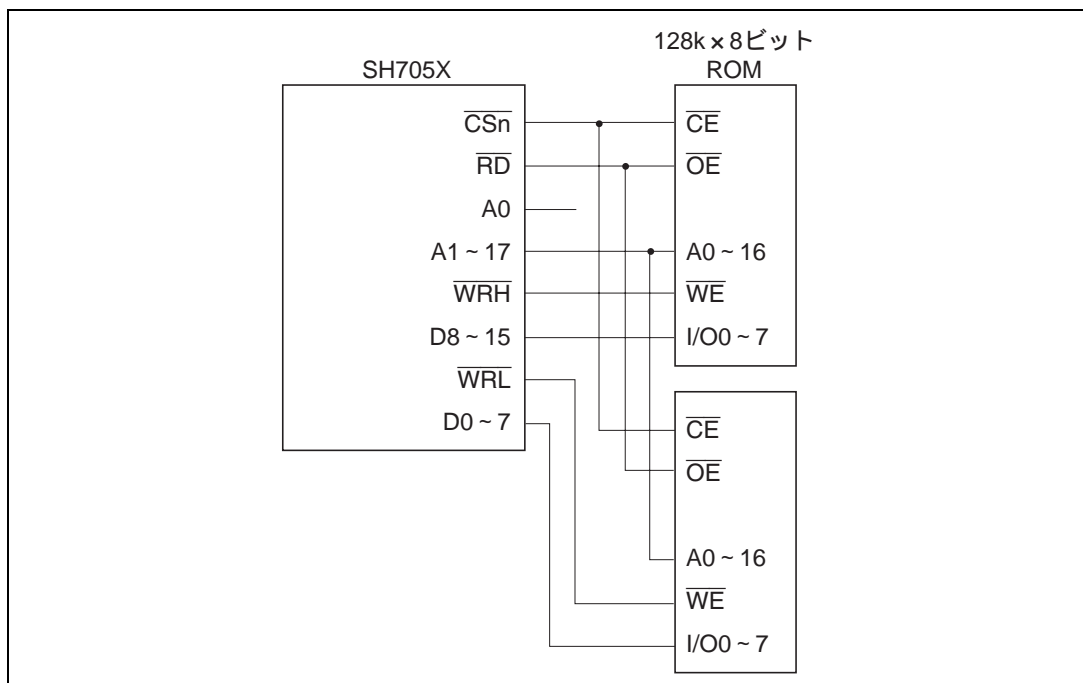 128k×8ビット
SH705X
ROM
CSn
RD
A0
A1~17
WRH
D8~15
WRL
D0~7
CE
OE
A0~16
WE
I/O0~7
CE
OE
A0~16
WE
I/O0~7